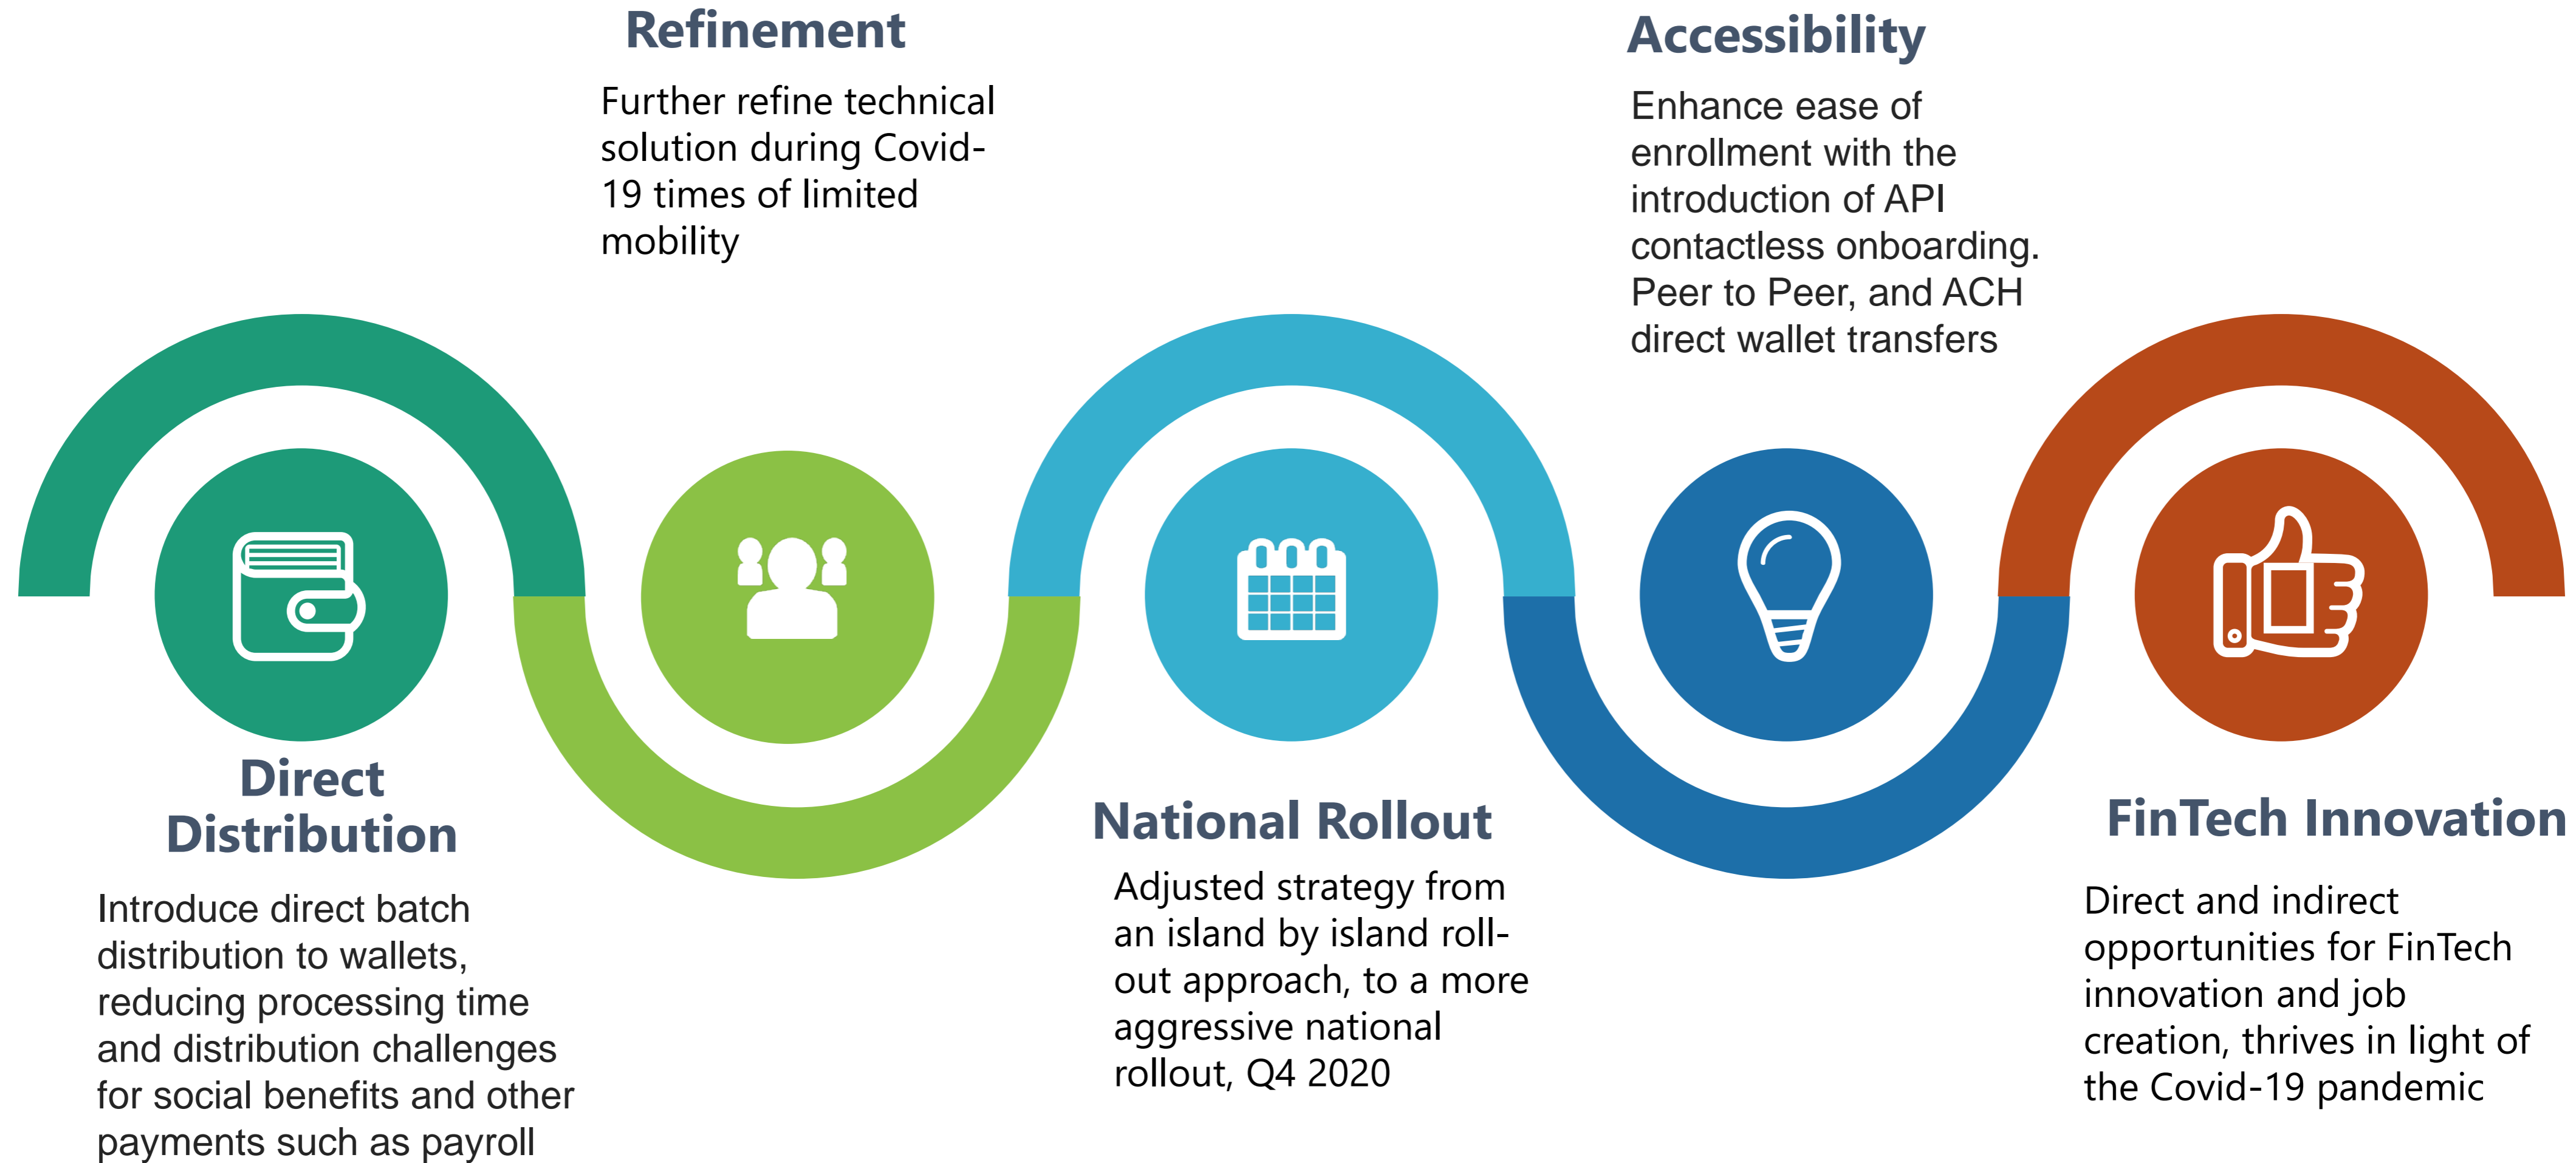 Direct
Distribution
Introduce direct batch
distribution to wallets,
reducing processing time
and distribution challenges
for social benefits and other
payments such as payroll
Refinement
Further refine technical
solution during Covid-
19 times of limited
mobility
National Rollout
Adjusted strategy from
an island by island roll-
out approach, to a more
aggressive national
rollout, Q4 2020
Accessibility
Enhance ease of
enrollment with the
introduction of API
contactless onboarding.
Peer to Peer, and ACH
direct wallet transfers
FinTech Innovation
Direct and indirect
opportunities for FinTech
innovation and job
creation, thrives in light of
the Covid-19 pandemic